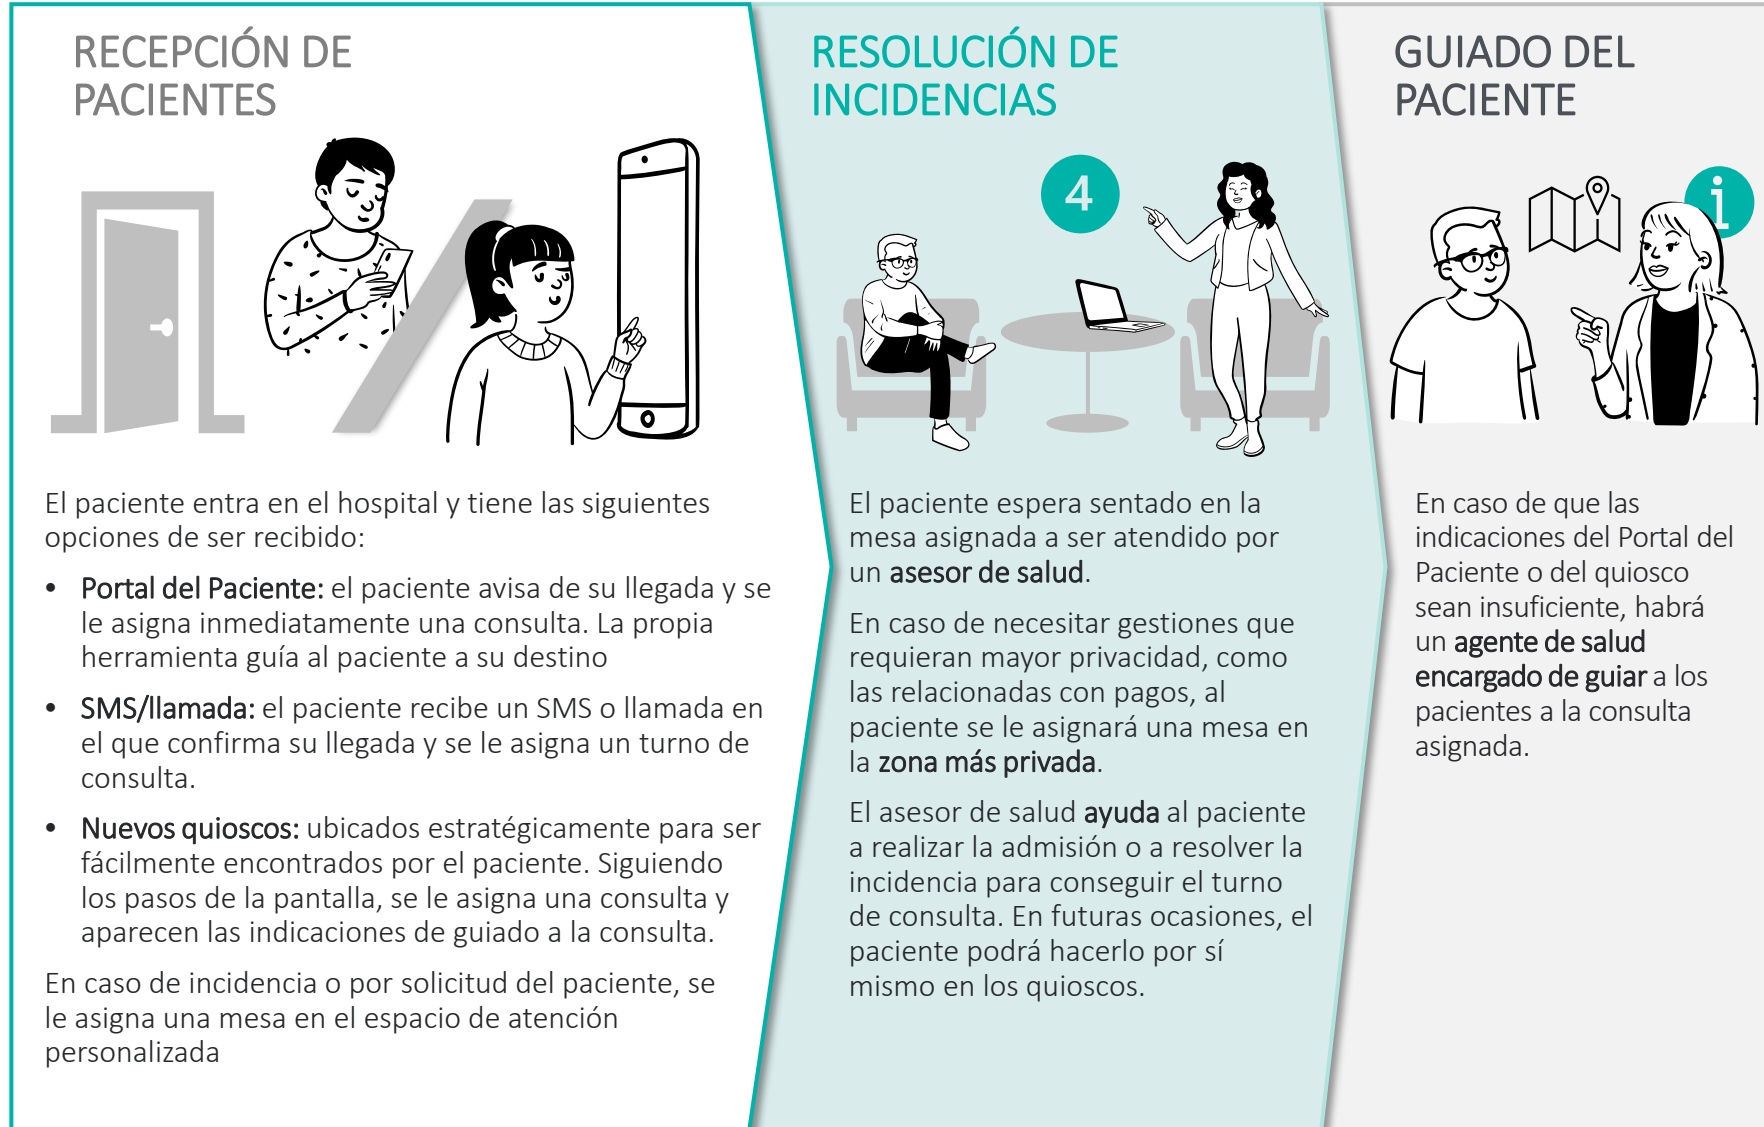 RECEPCIÓN DE
PACIENTES
El paciente entra en el hospital y tiene las siguientes
opciones de ser recibido:
• Portal del Paciente: el paciente avisa de su llegada y se
le asigna inmediatamente una consulta. La propia
herramienta guía al paciente a su destino
• SMS/llamada: el paciente recibe un SMS o llamada en
el que confirma su llegada y se le asigna un turno de
consulta.
• Nuevos quioscos: ubicados estratégicamente para ser
fácilmente encontrados por el paciente. Siguiendo
los pasos de la pantalla, se le asigna una consulta y
aparecen las indicaciones de guiado a la consulta.
En caso de incidencia o por solicitud del paciente, se
le asigna una mesa en el espacio de atención
personalizada
RESOLUCIÓN DE
INCIDENCIAS
4
El paciente espera sentado en la
mesa asignada a ser atendido por
un asesor de salud.
En caso de necesitar gestiones que
requieran mayor privacidad, como
las relacionadas con pagos, al
paciente se le asignará una mesa en
la zona más privada.
El asesor de salud ayuda al paciente
a realizar la admisión o a resolver la
incidencia para conseguir el turno
de consulta. En futuras ocasiones, el
paciente podrá hacerlo por sí
mismo en los quioscos.
GUIADO DEL
PACIENTE
i
En caso de que las
indicaciones del Portal del
Paciente o del quiosco
sean insuficiente, habrá
un agente de salud
encargado de guiar a los
pacientes a la consulta
asignada.